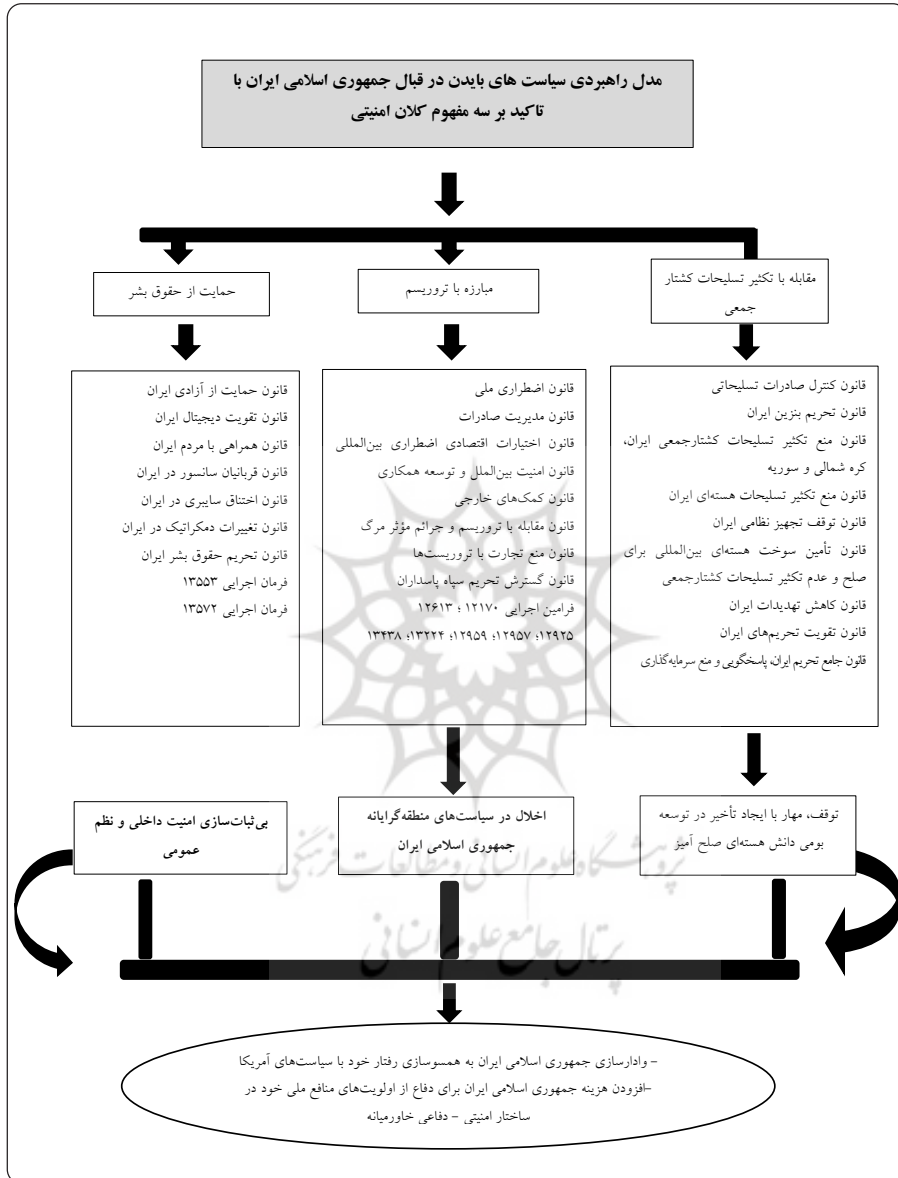 مدل راهبردی سیاست های بایدن در قبال جمهوری اسلامی ایران با
تاکید بر سه مفهوم کلان امنیتی
مقابله با تکثیر تسلیحات کشتار
جمعی
مبارزه با تروریسم
حمایت از حقوق بشر
قانون کنترل صادرات تسلیحاتی
قانون تحریم بنزین ایران
قانون منع تکثیر تسلیحات کشتارجمعی ایران،
کره شمالی و سوریه
قانون منع تکثیر تسلیحات هسته‌ای ایران
قانون توقف تجهیز نظامی ایران
قانون تأمین سوخت هسته‌ای بین‌المللی برای
صلح و عدم تکثیر تسلیحات کشتارجمعی
قانون کاهش تهدیدات ایران
قانون تقویت تحریم‌های ایران
قانون جامع تحریم ایران، پاسخگویی و منع سرمایه‌گذاری
قانون اضطراری ملی
قانون مدیریت صادرات
قانون اختیارات اقتصادی اضطراری بین‌المللی
قانون امنیت بین‌الملل و توسعه همکاری
قانون کمک‌های خارجی
قانون مقابله با تروریسم و جرائم مؤثر مرگ
قانون منع تجارت با تروریست‌ها
قانون گسترش تحریم سپاه پاسداران
فرامین اجرایی ۱۲۱۷۰ ؛ ۱۲۶۱۳
۱۲۹۲۵؛ ۱۲۹۵۷؛ ۱۲۹۵۹؛ ۱۳۲۲۴؛ ۱۳۴۳۸
قانون حمایت از آزادی ایران
قانون تقویت دیجیتال ایران
قانون همراهی با مردم ایران
قانون قربانیان سانسور در ایران
قانون اختناق سایبری در ایران
قانون تغییرات دمکراتیک در ایران
قانون تحریم حقوق بشر ایران
فرمان اجرایی ۱۳۵۵۳
فرمان اجرایی ۱۳۵۷۲
توقف، مهار با ایجاد تأخیر در توسعه
بومی دانش هسته‌ای صلح آمیز
اخلال در سیاست‌های منطقه‌گرایانه
جمهوری اسلامی ایران
بی‌ثبات‌سازی امنیت داخلی و نظم
عمومی
پژوهشگاه علوم انسانی و مطالعات فرهنگی
پرتال جامع علوم انسانی
- وادارسازی جمهوری اسلامی ایران به همسوسازی رفتار خود با سیاست‌های آمریکا
-افزودن هزینه جمهوری اسلامی ایران برای دفاع از اولویت‌های منافع ملی خود در
ساختار امنیتی - دفاعی خاورمیانه